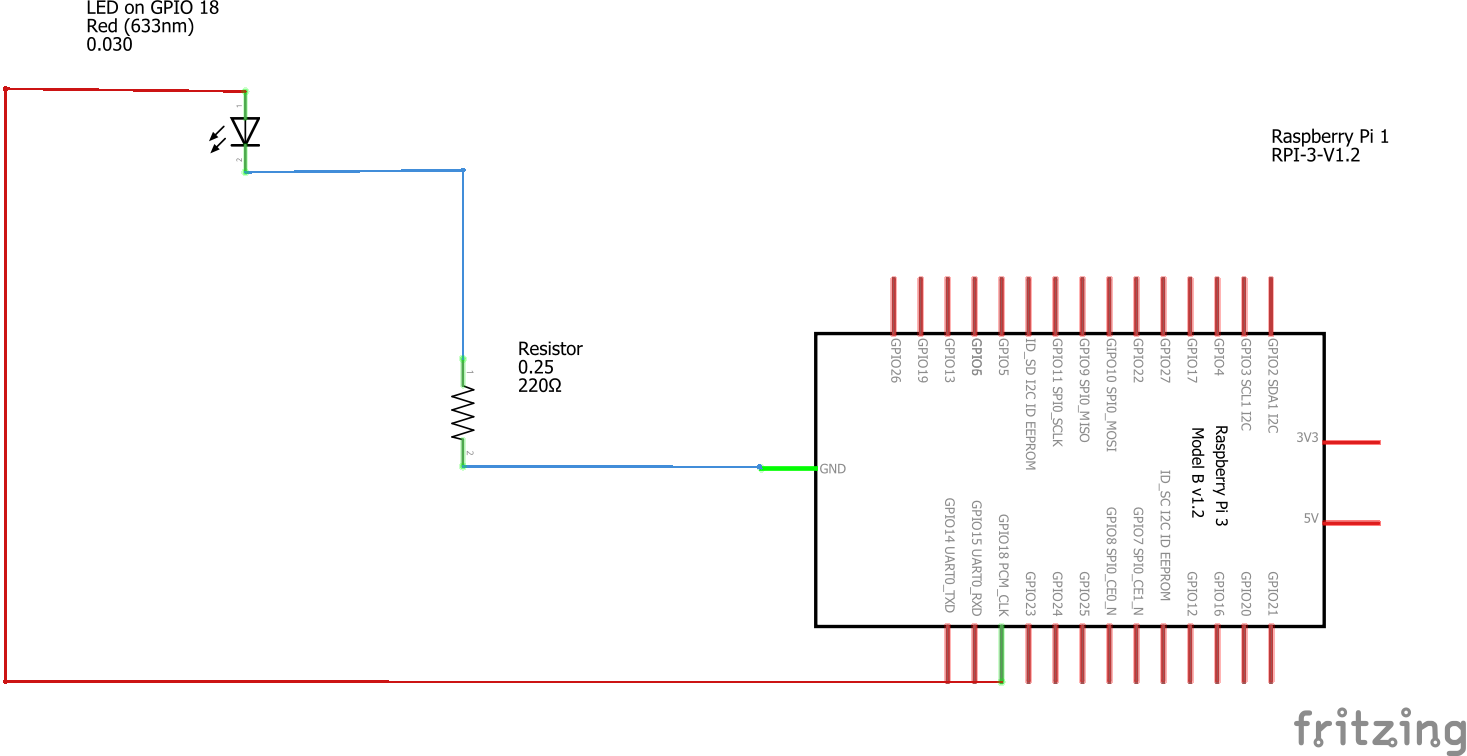 LED on GPIO 18
Red (633nm)
0.030
1
2
Raspberry Pi 1
RPI-3-V1.2
Resistor
0.25
220Ω
1
2
GPIO26
GPIO19
GPIO13
GPIO6
GPIO5
ID_SD I2C ID EEPROM
GPIO11 SPI0_SCLK
GPIO9 SPI0_MISO
GIPO10 SPI0_MOSI
GPIO22
GPIO27
GPIO17
GPIO4
GPIO3 SCL1 I2C
GPIO2 SDA1 I2C
Raspberry Pi 3
Model B v1.2
3V3
GND
5V
GPIO14 UART0_TXD
GPIO15 UART0_RXD
GPIO18 PCM_CLK
GPIO23
GPIO24
GPIO25
GPIO8 SPI0_CE0_N
GPIO7 SPI0_CE1_N
ID_SC I2C ID EEPROM
GPIO12
GPIO16
GPIO20
GPIO21
fritzing